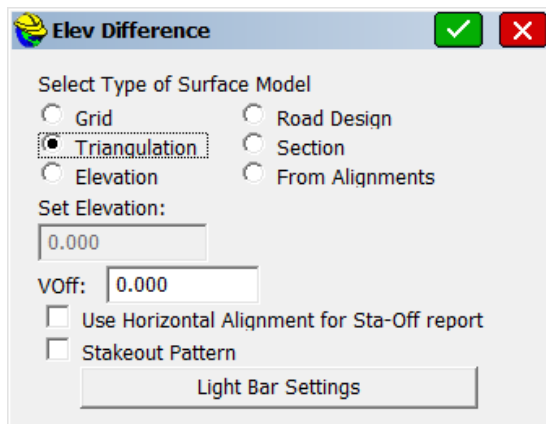 Elev Difference
Select Type of Surface Model
Grid Road Design
Triangulation Section
Elevation From Alignments
Set Elevation:
0.000
VOff: 0.000
Use Horizontal Alignment for Sta-Off report
Stakeout Pattern
Light Bar Settings